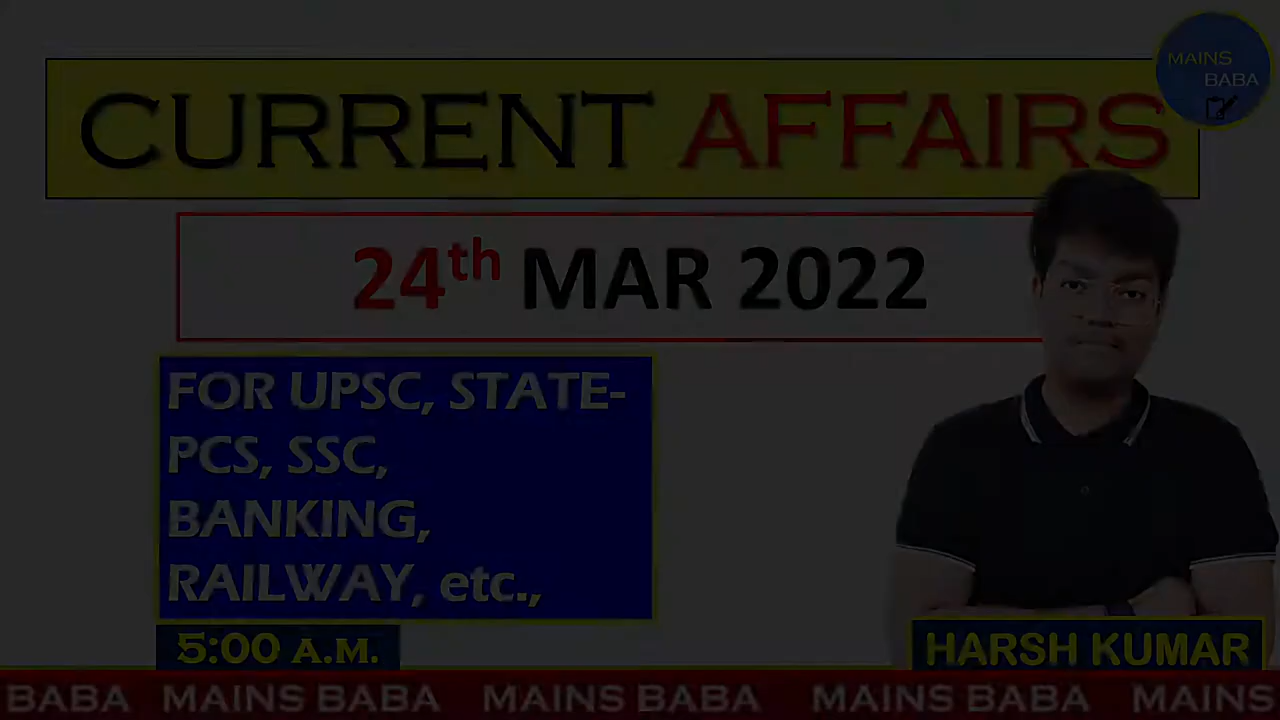 MAINS
BABA
CURRENT AFFAIRS
24th MAR 2022
FOR UPSC, STATE-
PCS, SSC,
BANKING,
RAILWAY, etc.,
5:00 A.M.
HARSH KUMAR
BABA MAINS BABA MAINS BABA MAINS BABA MAINS